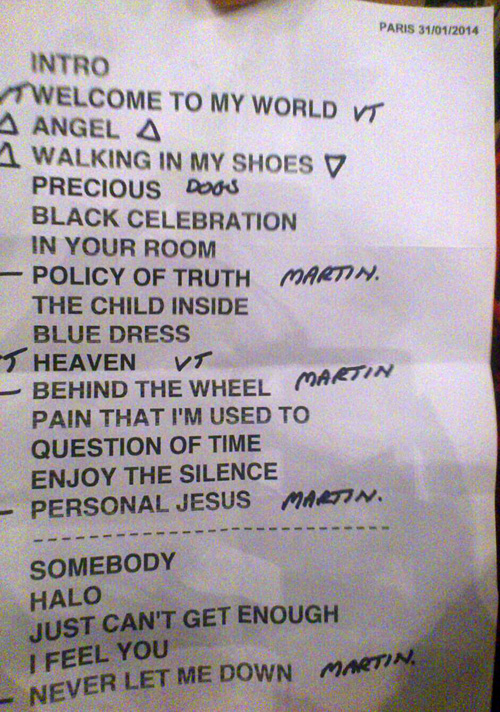 PARIS 31/01/2014
INTRO
VT WELCOME TO MY WORLD VT
ANGEL
WALKING IN MY SHOES
PRECIOUS DOGS
BLACK CELEBRATION
IN YOUR ROOM
POLICY OF TRUTH MARTIN.
THE CHILD INSIDE
BLUE DRESS
T HEAVEN VT
BEHIND THE WHEEL MARTIN
PAIN THAT I'M USED TO
QUESTION OF TIME
ENJOY THE SILENCE
PERSONAL JESUS MARTIN.
SOMEBODY
HALO
JUST CAN'T GET ENOUGH
I FEEL YOU
NEVER LET ME DOWN MARTIN.